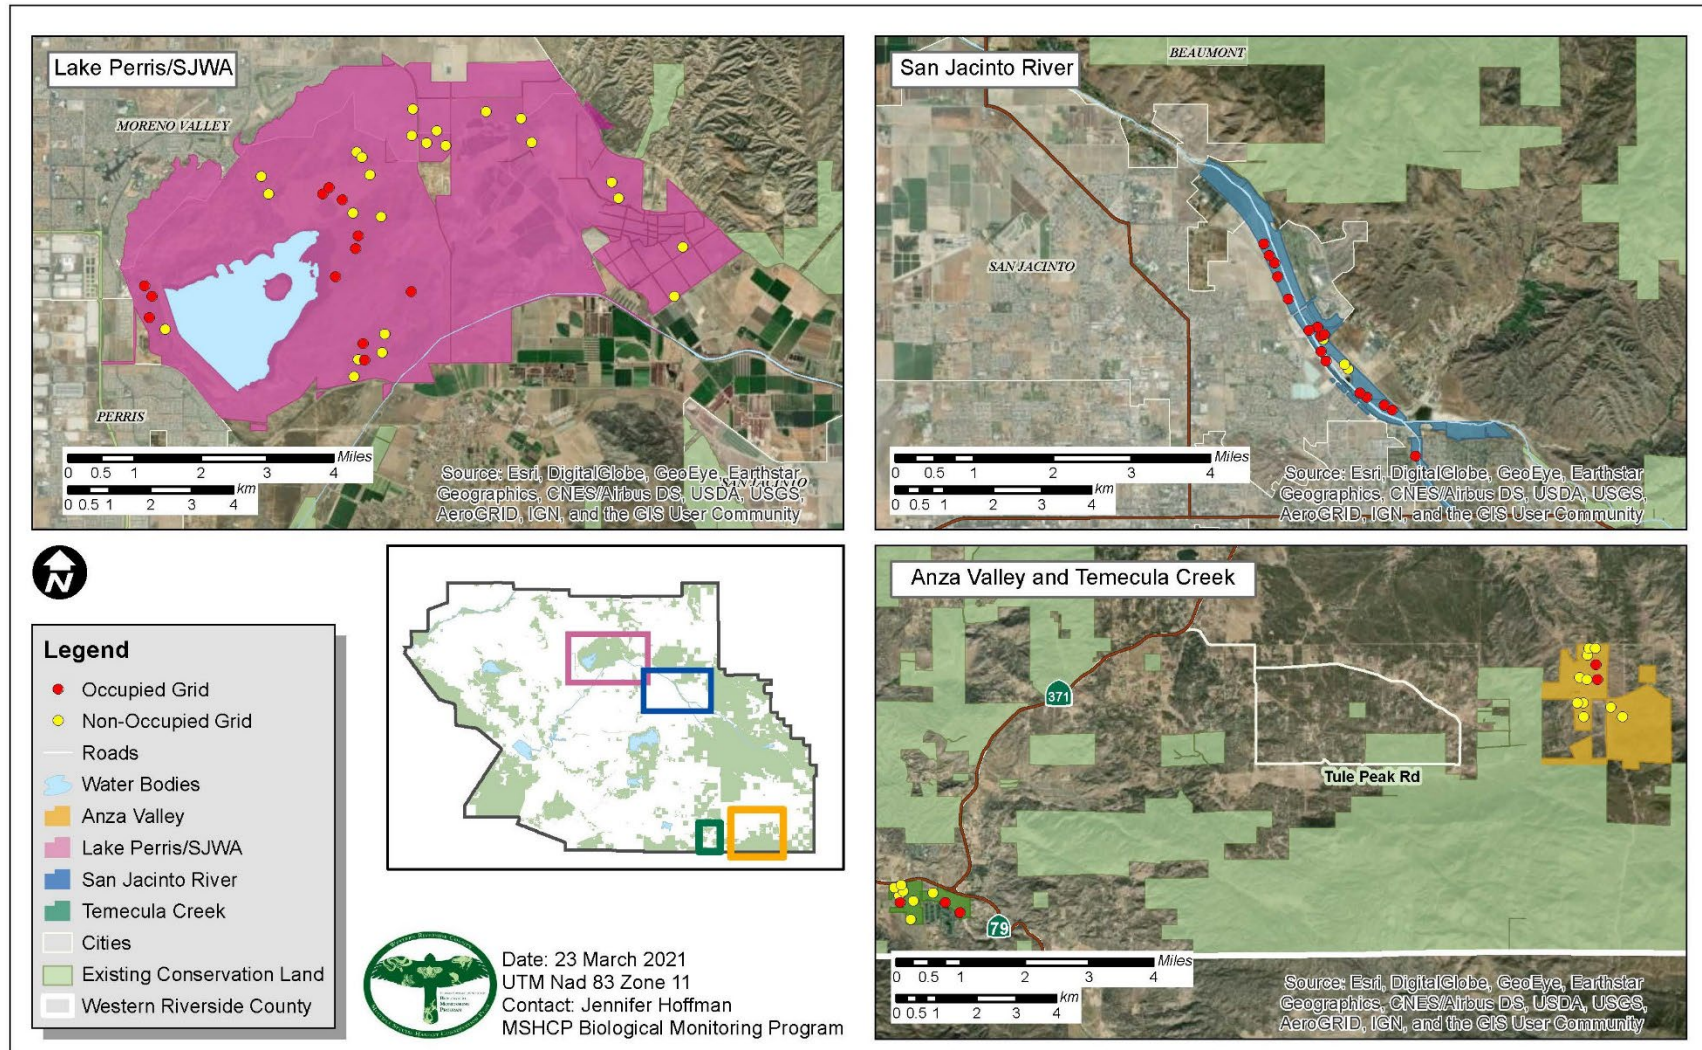 Lake Perris/SJWA
MORENO VALLEY
PERRIS
SAN JACINTO
Miles
0 0.5 1 2 3 4
km
0 0.5 1 2 3 4
Source: Esri, DigitalGlobe, GeoEye, Earthstar
Geographics, CNES/Airbus DS, USDA, USGS,
AeroGRID, IGN, and the GIS User Community
San Jacinto River
BEAUMONT
SAN JACINTO
Miles
0 0.5 1 2 3 4
km
0 0.5 1 2 3 4
Source: Esri, DigitalGlobe, GeoEye, Earthstar
Geographics, CNES/Airbus DS, USDA, USGS,
AeroGRID, IGN, and the GIS User Community
N
Legend
Occupied Grid
Non-Occupied Grid
Roads
Water Bodies
Anza Valley
Lake Perris/SJWA
San Jacinto River
Temecula Creek
Cities
Existing Conservation Land
Western Riverside County
Date: 23 March 2021
UTM Nad 83 Zone 11
Contact: Jennifer Hoffman
MSHCP Biological Monitoring Program
Anza Valley and Temecula Creek
371
Tule Peak Rd
79
Miles
0 0.5 1 2 3 4
km
0 0.5 1 2 3 4
Source: Esri, DigitalGlobe, GeoEye, Earthstar
Geographics, CNES/Airbus DS, USDA, USGS,
AeroGRID, IGN, and the GIS User Community